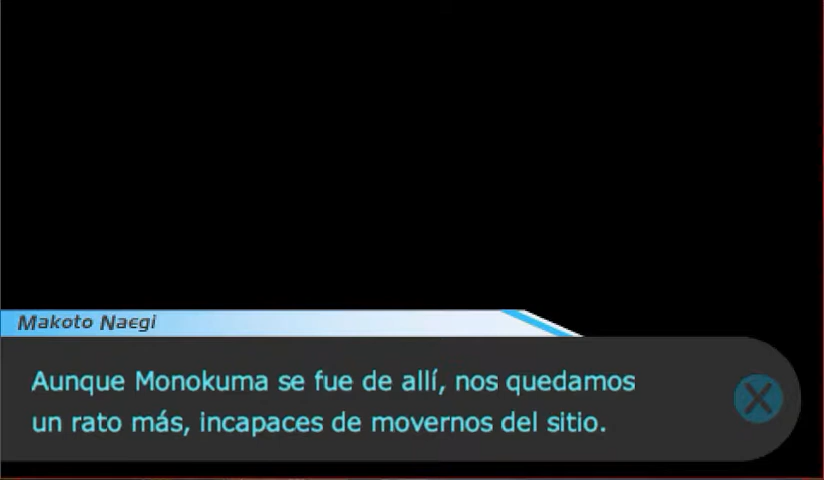 Makoto Naegi
Aunque Monokuma se fue de allí, nos quedamos
un rato más, incapaces de movernos del sitio.